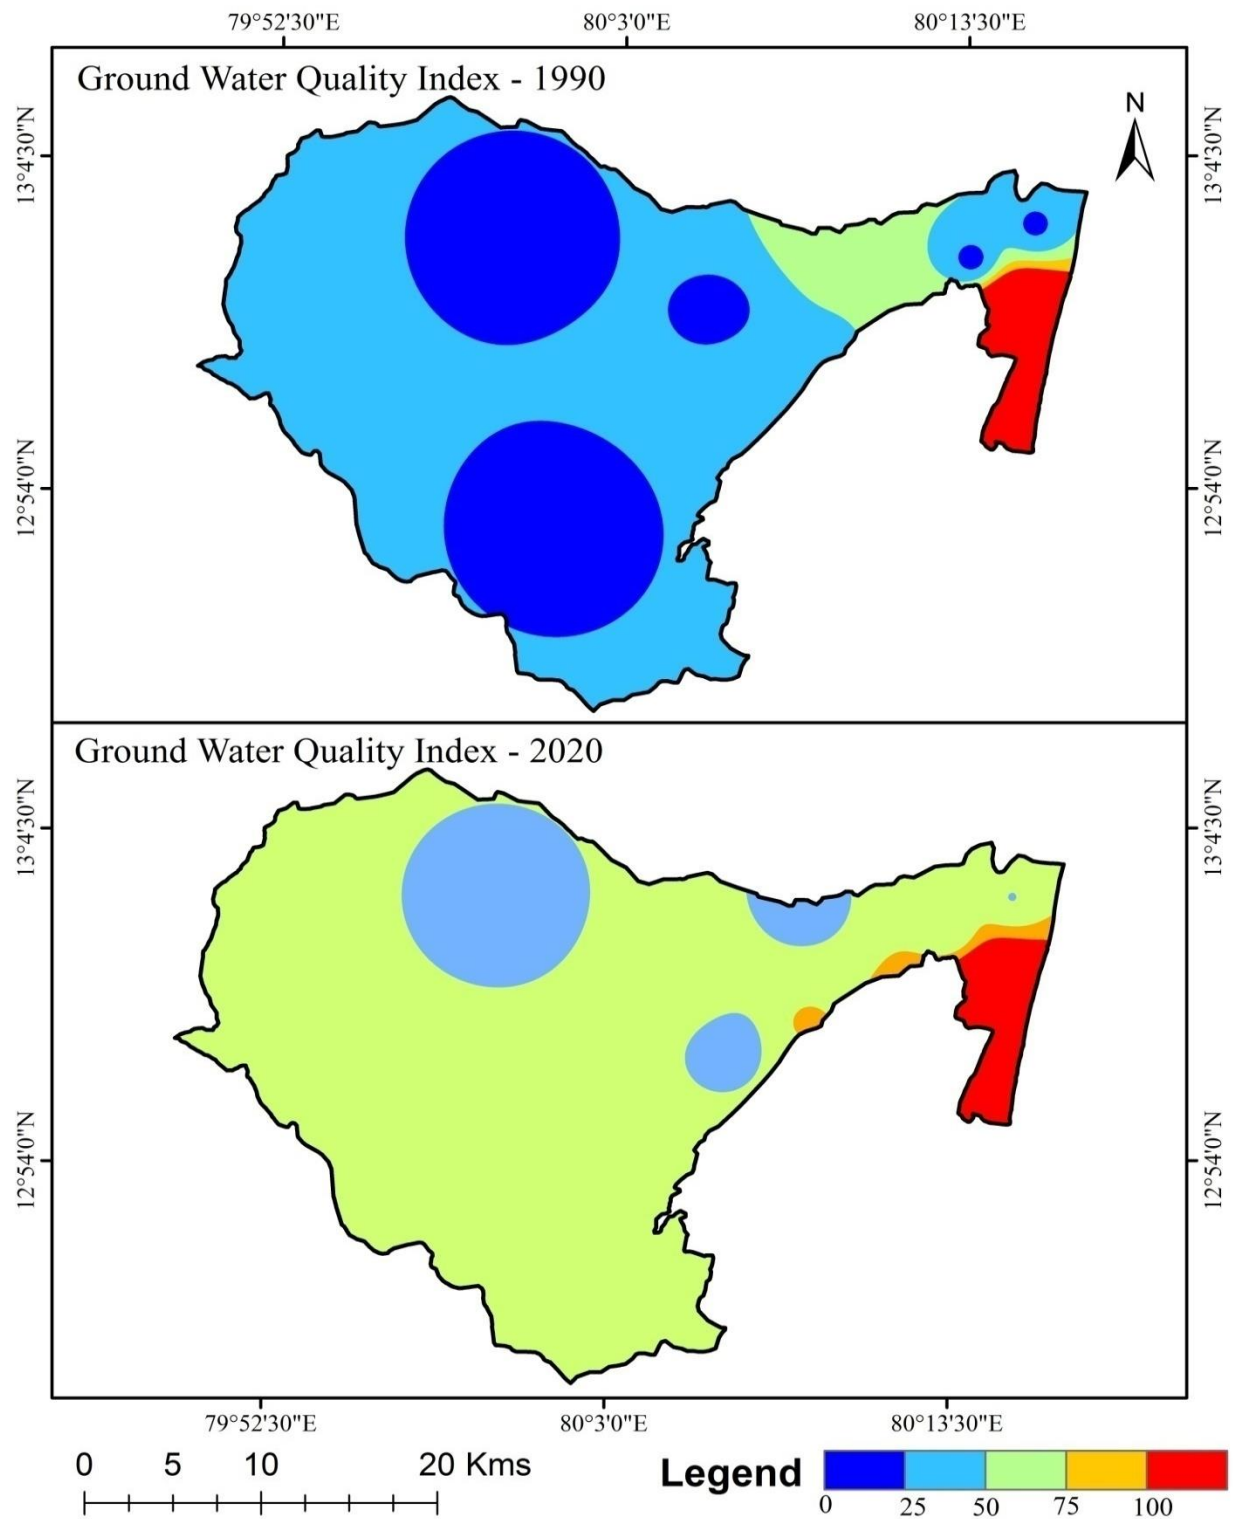 79°52'30"E 80°3'0"E 80°13'30"E
Ground Water Quality Index - 1990
N
13°4'30"N 13°4'30"N
12°54'0"N 12°54'0"N
Ground Water Quality Index - 2020
13°4'30"N 13°4'30"N
12°54'0"N 12°54'0"N
79°52'30"E 80°3'0"E 80°13'30"E
0 5 10 20 Kms
Legend
0 25 50 75 100